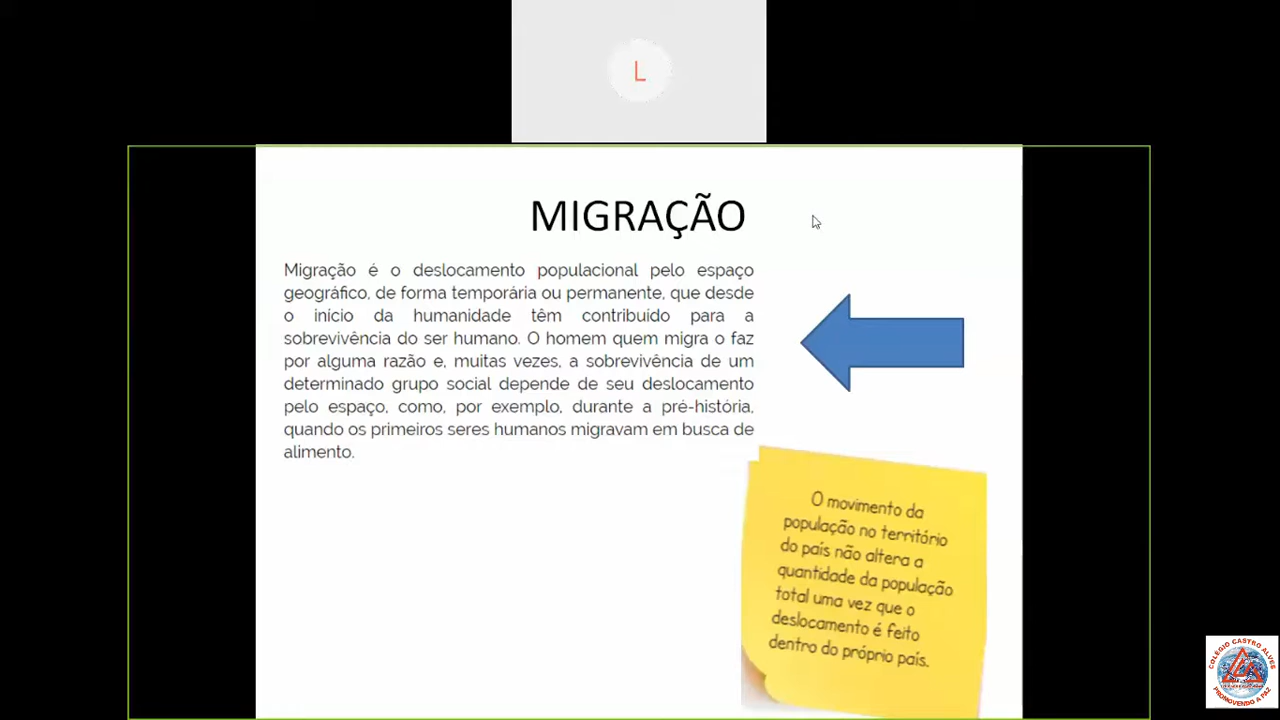 L
MIGRAÇÃO
Migração é o deslocamento populacional pelo espaço
geográfico, de forma temporária ou permanente, que desde
o início da humanidade têm contribuído para a
sobrevivência do ser humano. O homem quem migra o faz
por alguma razão e, muitas vezes, a sobrevivência de um
determinado grupo social depende de seu deslocamento
pelo espaço, como, por exemplo, durante a pré-história,
quando os primeiros seres humanos migravam em busca de
alimento.
O movimento da
população no território
do país não altera a
quantidade da população
total uma vez que o
deslocamento é feito
dentro do próprio país.
COLÉGIO CASTRO ALVES
PROMOVENDO A PAZ